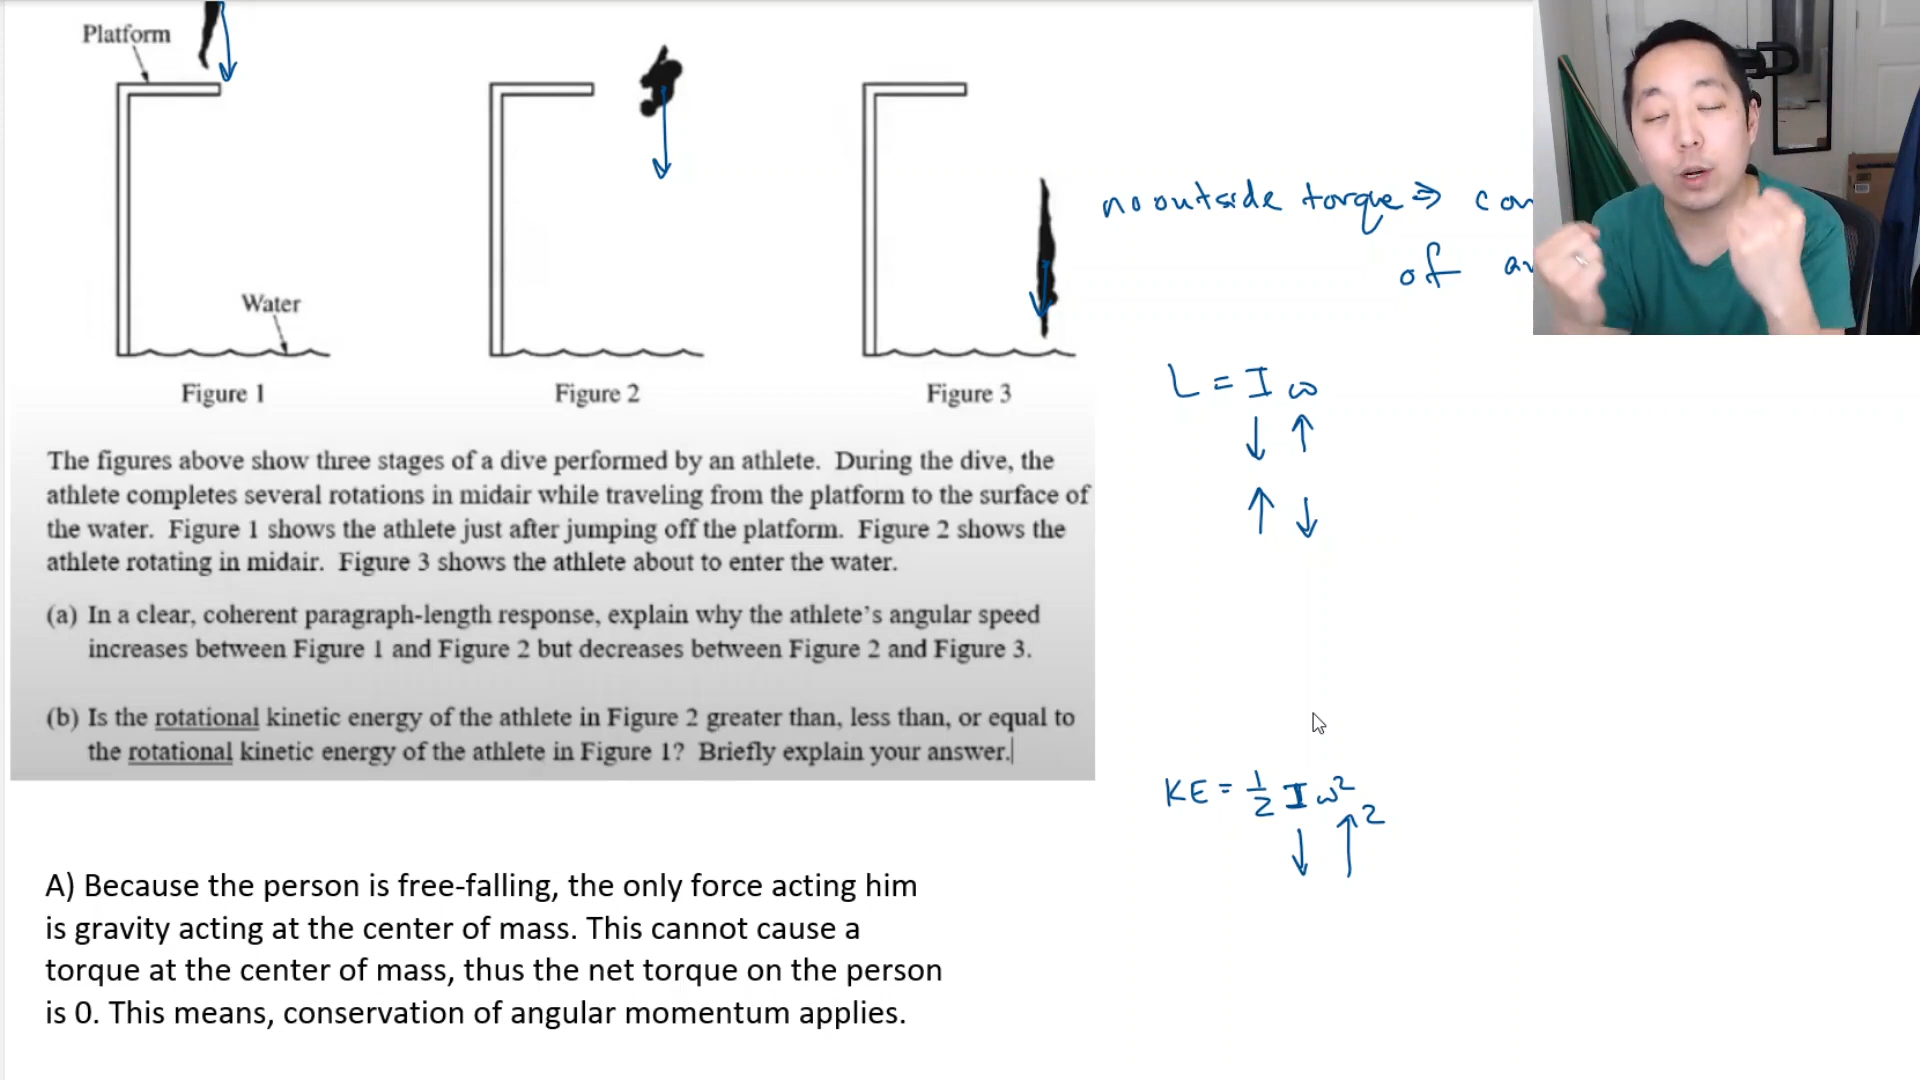 Platform
Water
Figure 1
Figure 2
Figure 3
no outside torque ⇒
of
L = I ω
↓ ↑
↑ ↓
The figures above show three stages of a dive performed by an athlete. During the dive, the
athlete completes several rotations in midair while traveling from the platform to the surface of
the water. Figure 1 shows the athlete just after jumping off the platform. Figure 2 shows the
athlete rotating in midair. Figure 3 shows the athlete about to enter the water.
(a) In a clear, coherent paragraph-length response, explain why the athlete's angular speed
increases between Figure 1 and Figure 2 but decreases between Figure 2 and Figure 3.
(b) Is the rotational kinetic energy of the athlete in Figure 2 greater than, less than, or equal to
the rotational kinetic energy of the athlete in Figure 1? Briefly explain your answer.
KE = ½ I ω²
↓ ↑²
A) Because the person is free-falling, the only force acting him
is gravity acting at the center of mass. This cannot cause a
torque at the center of mass, thus the net torque on the person
is 0. This means, conservation of angular momentum applies.